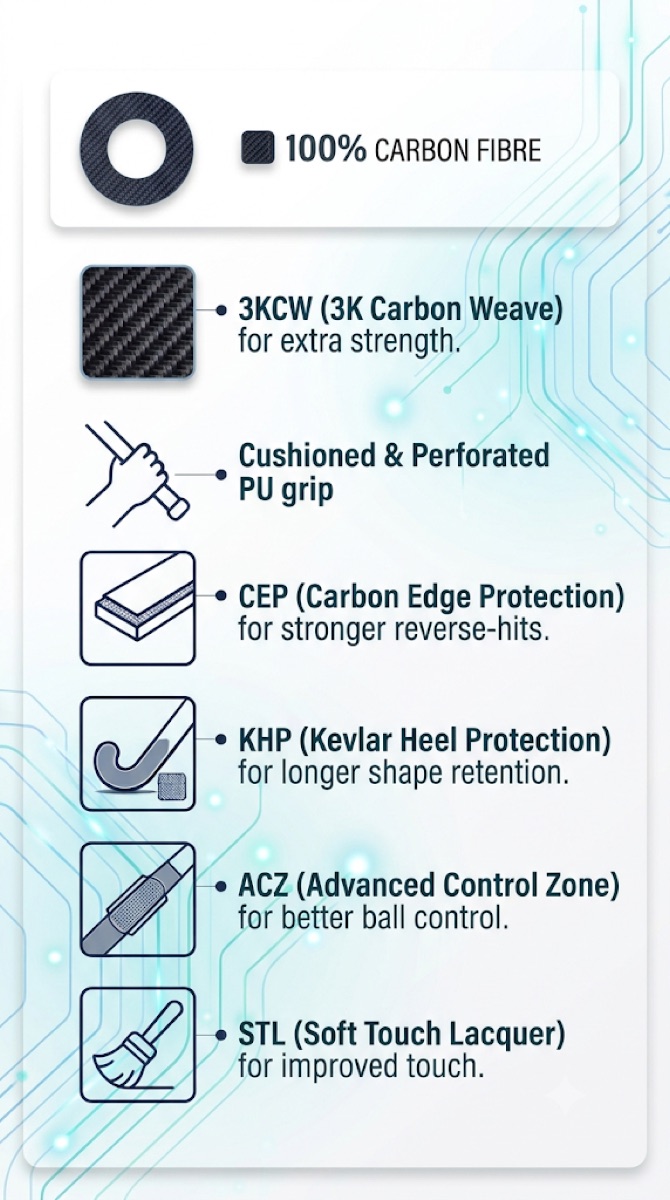 100% CARBON FIBRE
3KCW (3K Carbon Weave)
for extra strength.
Cushioned & Perforated
PU grip
CEP (Carbon Edge Protection)
for stronger reverse-hits.
KHP (Kevlar Heel Protection)
for longer shape retention.
ACZ (Advanced Control Zone)
for better ball control.
STL (Soft Touch Lacquer)
for improved touch.